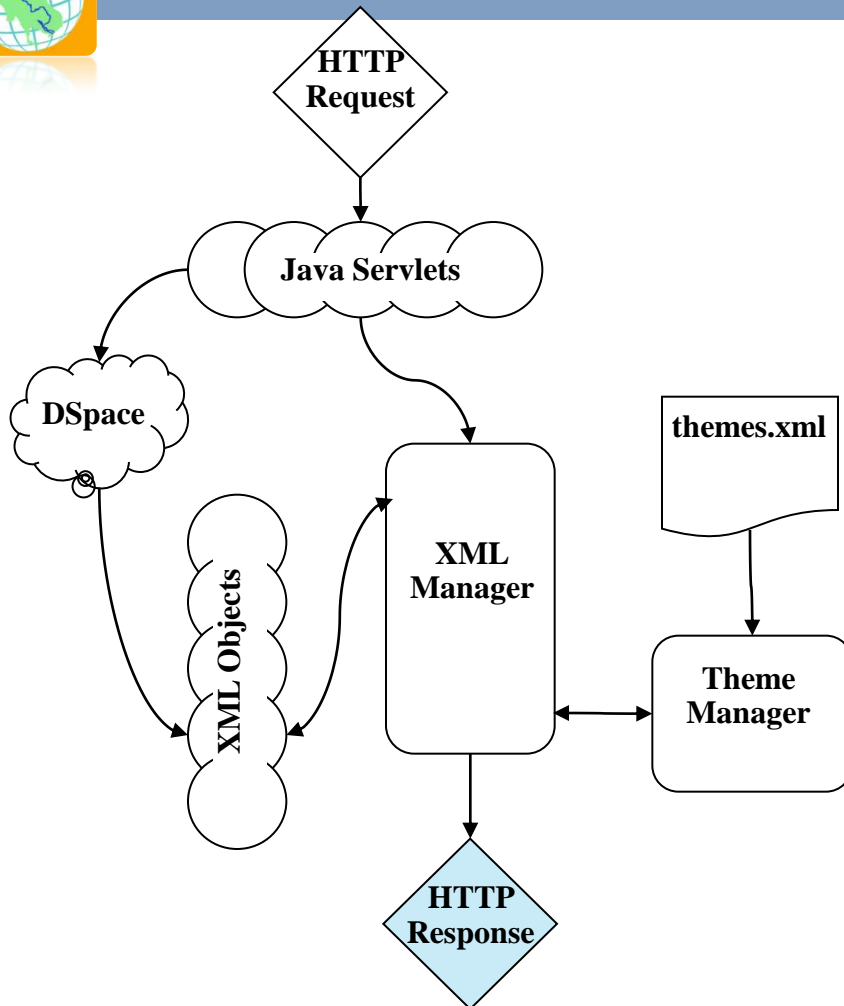 HTTP
Request
Java Servlets
DSpace
themes.xml
XML
Manager
XML Objects
Theme
Manager
HTTP
Response